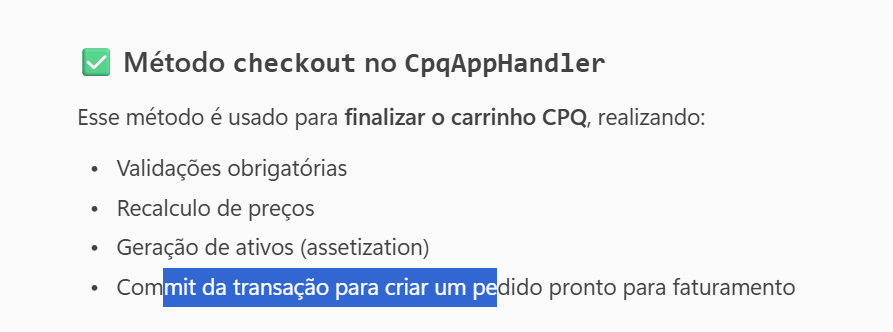 ✅ Método checkout no CpqAppHandler
Esse método é usado para finalizar o carrinho CPQ, realizando:
• Validações obrigatórias
• Recalculo de preços
• Geração de ativos (assetization)
• Commit da transação para criar um pedido pronto para faturamento